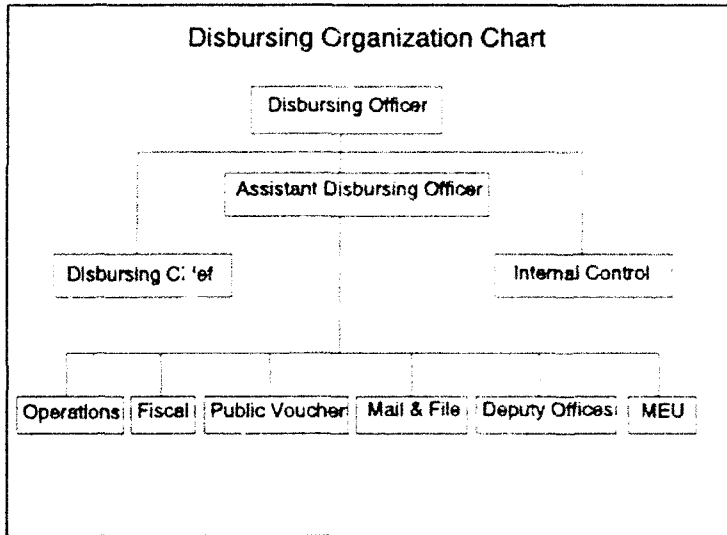 Disbursing Organization Chart
Disbursing Officer
Assistant Disbursing Officer
Disbursing Chief
Internal Control
Operations
Fiscal
Public Voucher
Mail & File
Deputy Offices
MEU